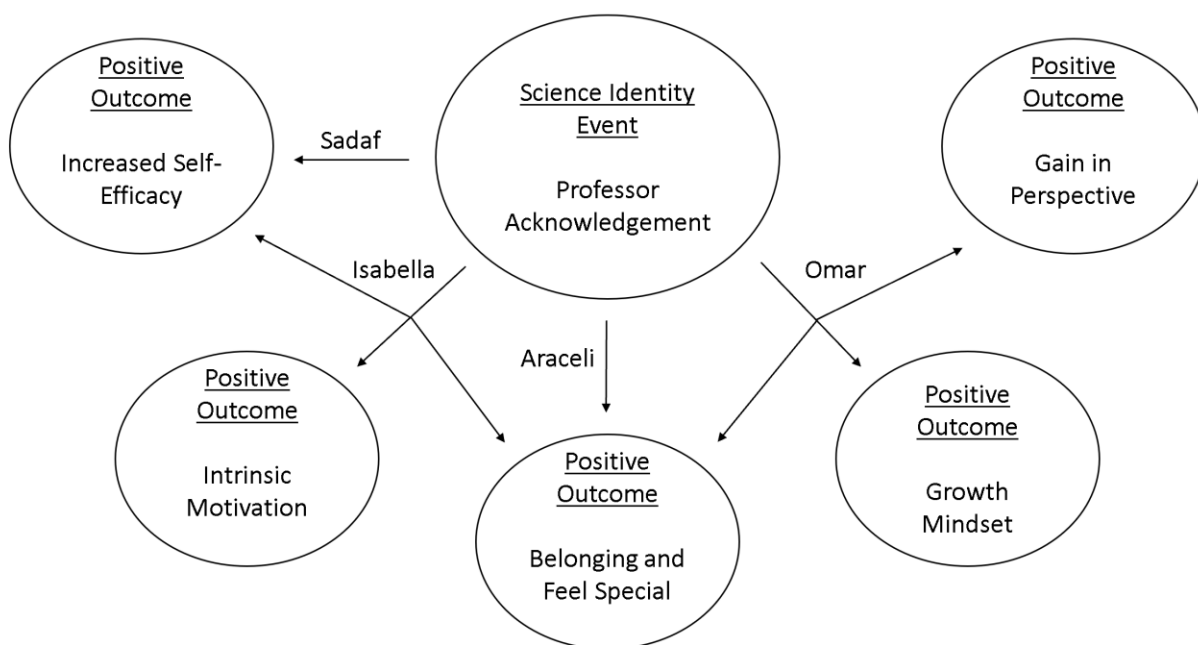 Positive
Outcome
Increased Self-
Efficacy
Sadaf
Science Identity
Event
Professor
Acknowledgement
Positive
Outcome
Gain in
Perspective
Isabella
Omar
Araceli
Positive
Outcome
Intrinsic
Motivation
Positive
Outcome
Belonging and
Feel Special
Positive
Outcome
Growth
Mindset